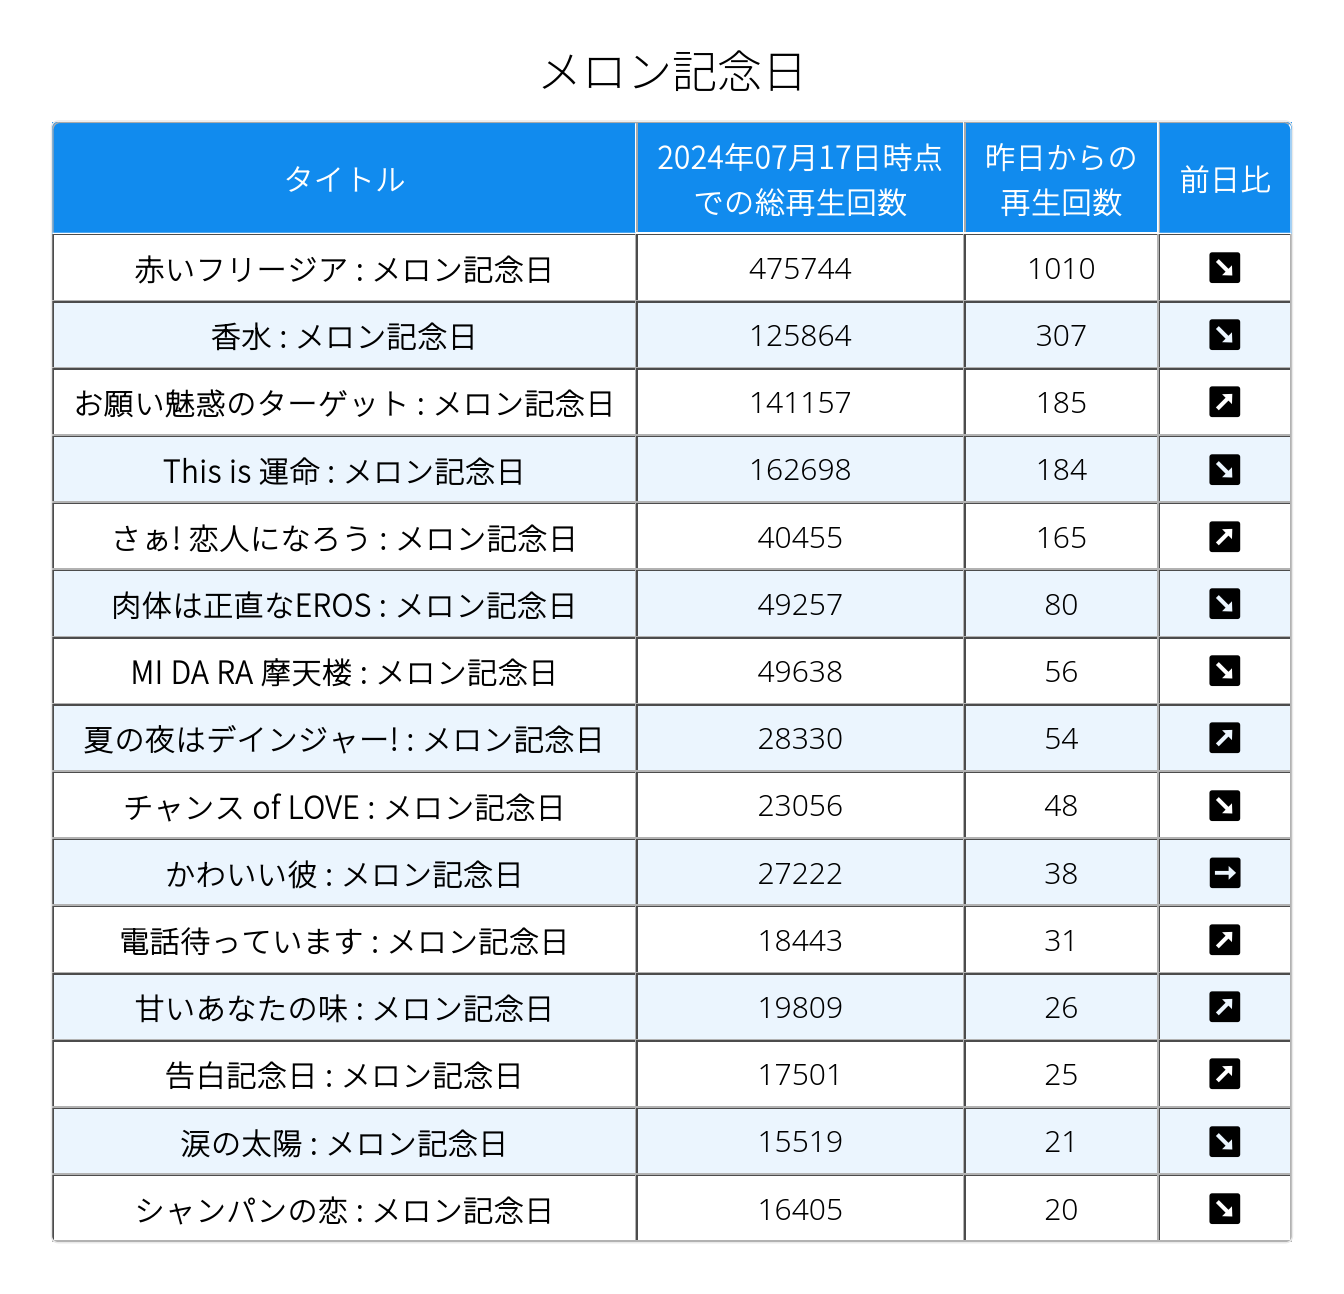 メロン記念日
タイトル
2024年07月17日時点
での総再生回数
昨日からの
再生回数
前日比
赤いフリージア : メロン記念日 475744 1010 ↘
香水 : メロン記念日 125864 307 ↘
お願い魅惑のターゲット : メロン記念日 141157 185 ↗
This is 運命 : メロン記念日 162698 184 ↘
さぁ! 恋人になろう : メロン記念日 40455 165 ↗
肉体は正直なEROS : メロン記念日 49257 80 ↘
MI DA RA 摩天楼 : メロン記念日 49638 56 ↘
夏の夜はデインジャー! : メロン記念日 28330 54 ↗
チャンス of LOVE : メロン記念日 23056 48 ↘
かわいい彼 : メロン記念日 27222 38 →
電話待っています : メロン記念日 18443 31 ↗
甘いあなたの味 : メロン記念日 19809 26 ↗
告白記念日 : メロン記念日 17501 25 ↗
涙の太陽 : メロン記念日 15519 21 ↘
シャンパンの恋 : メロン記念日 16405 20 ↘